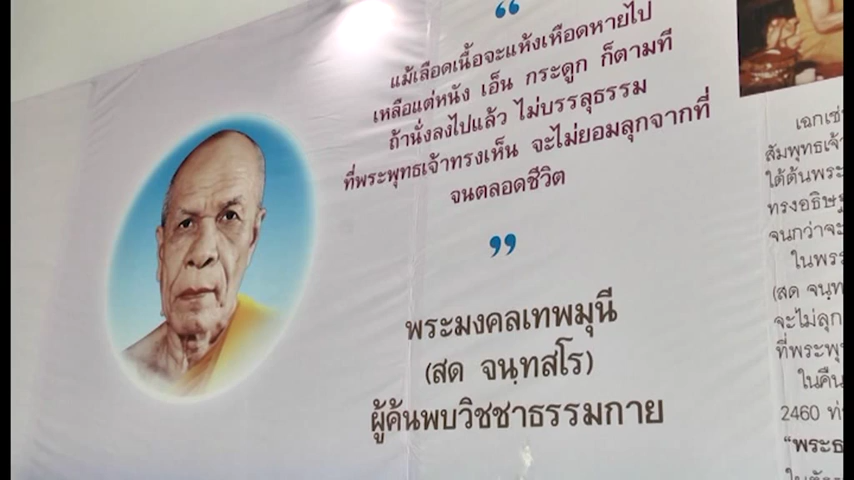 “
แม้เลือดเนื้อจะแห้งเหือดหายไป
เหลือแต่หนัง เอ็น กระดูก ก็ตามที
ถ้านั่งลงไปแล้ว ไม่บรรลุธรรม
ที่พระพุทธเจ้าทรงเห็น จะไม่ยอมลุกจากที่
จนตลอดชีวิต
”
พระมงคลเทพมุนี
(สด จนฺทสโร)
ผู้ค้นพบวิชชาธรรมกาย
เฉกเช่
สัมพุทธเจ้
ใต้ต้นพระ
ทรงอธิษฐ
จนกว่าจะ
ในพร
(สด จนฺท
จะไม่ลุก
ที่พระพุ
ในคืน
2460 ท่
“พระธ